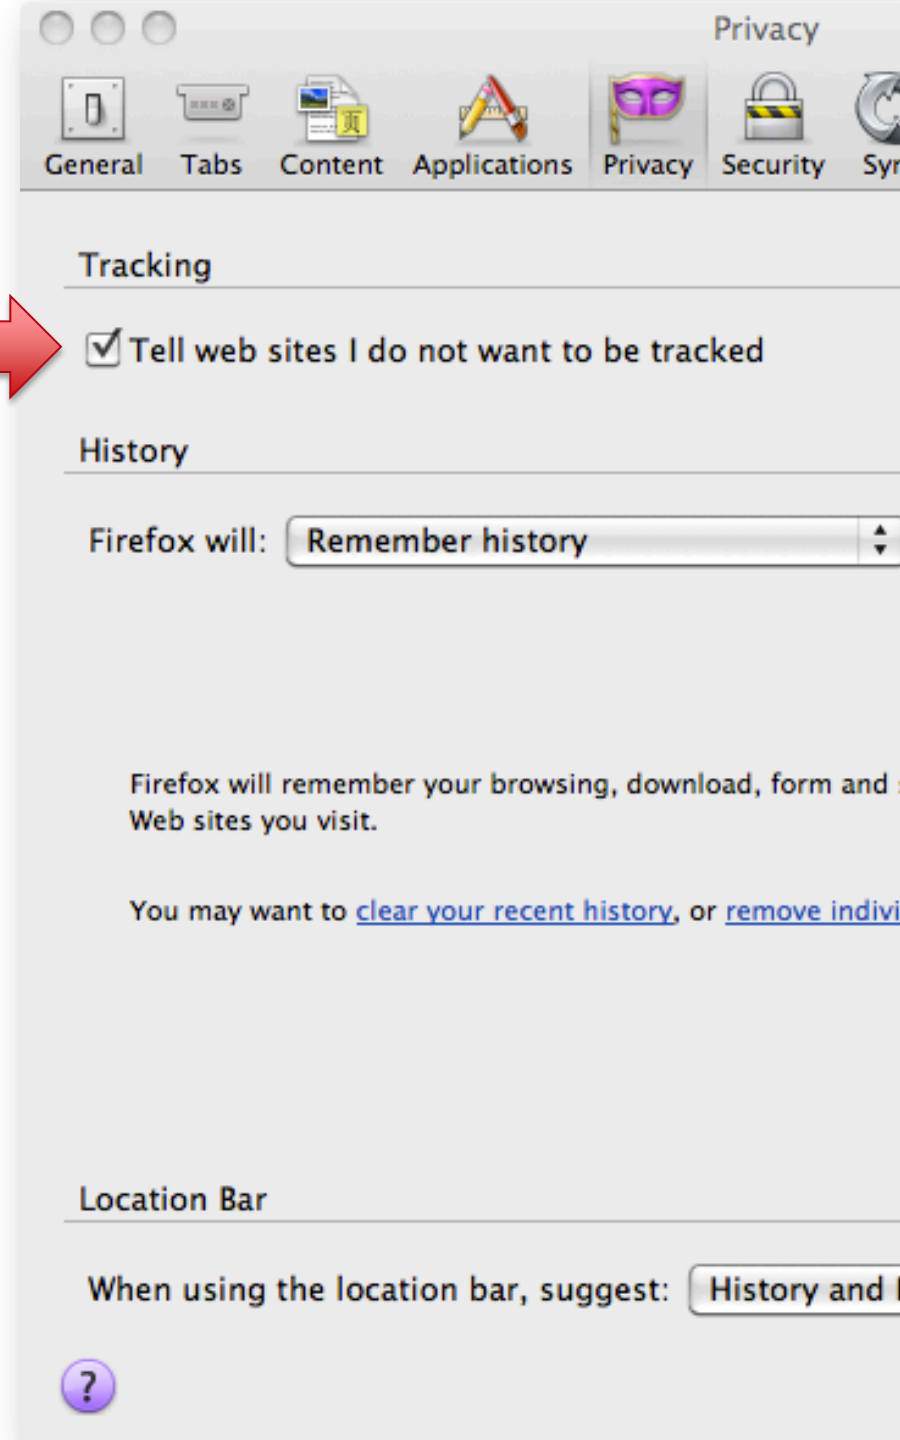 Privacy
General Tabs Content Applications Privacy Security
页
Tracking
Tell web sites I do not want to be tracked
History
Firefox will: Remember history
Firefox will remember your browsing, download, form and
Web sites you visit.
You may want to clear your recent history, or remove
Location Bar
When using the location bar, suggest: History and
?